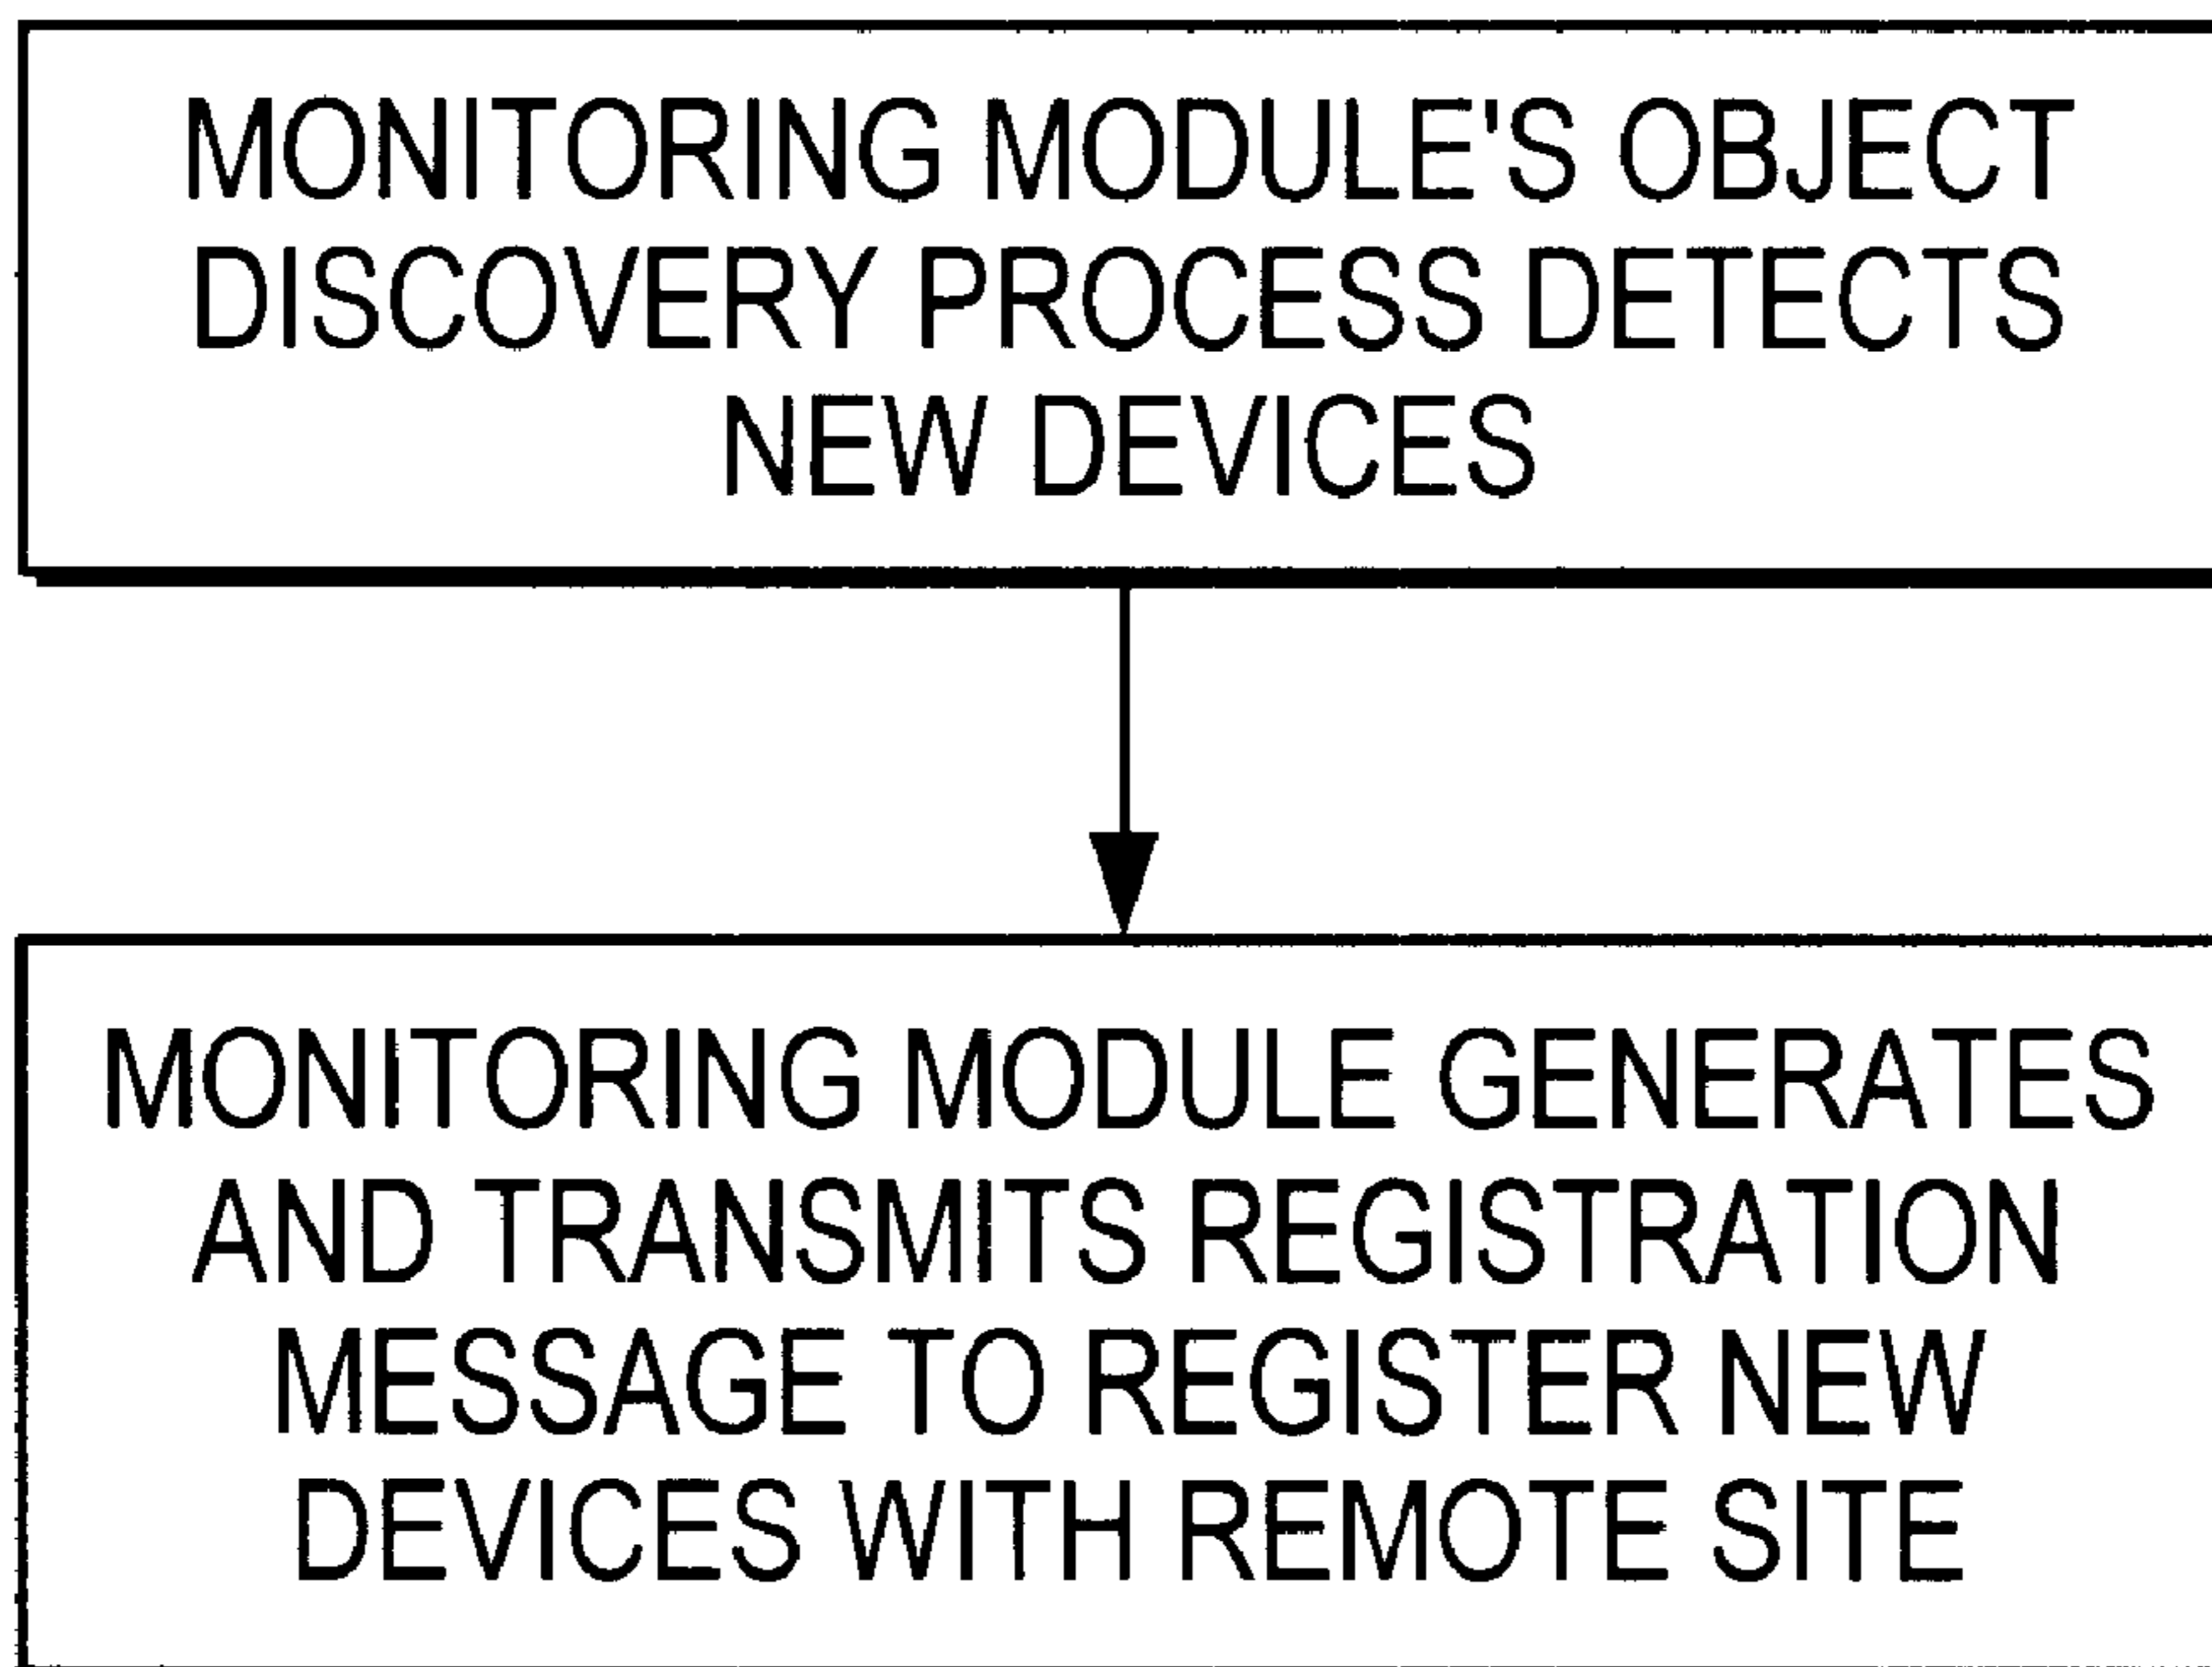 MONITORING MODULE'S OBJECT
DISCOVERY PROCESS DETECTS
NEW DEVICES
MONITORING MODULE GENERATES
AND TRANSMITS REGISTRATION
MESSAGE TO REGISTER NEW
DEVICES WITH REMOTE SITE